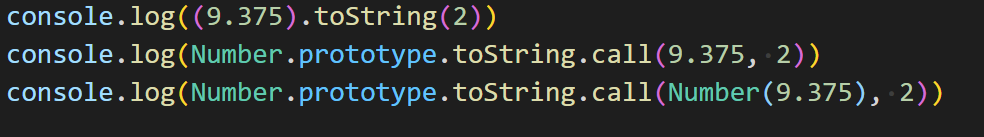 console.log((9.375).toString(2))
console.log(Number.prototype.toString.call(9.375, 2))
console.log(Number.prototype.toString.call(Number(9.375), 2))